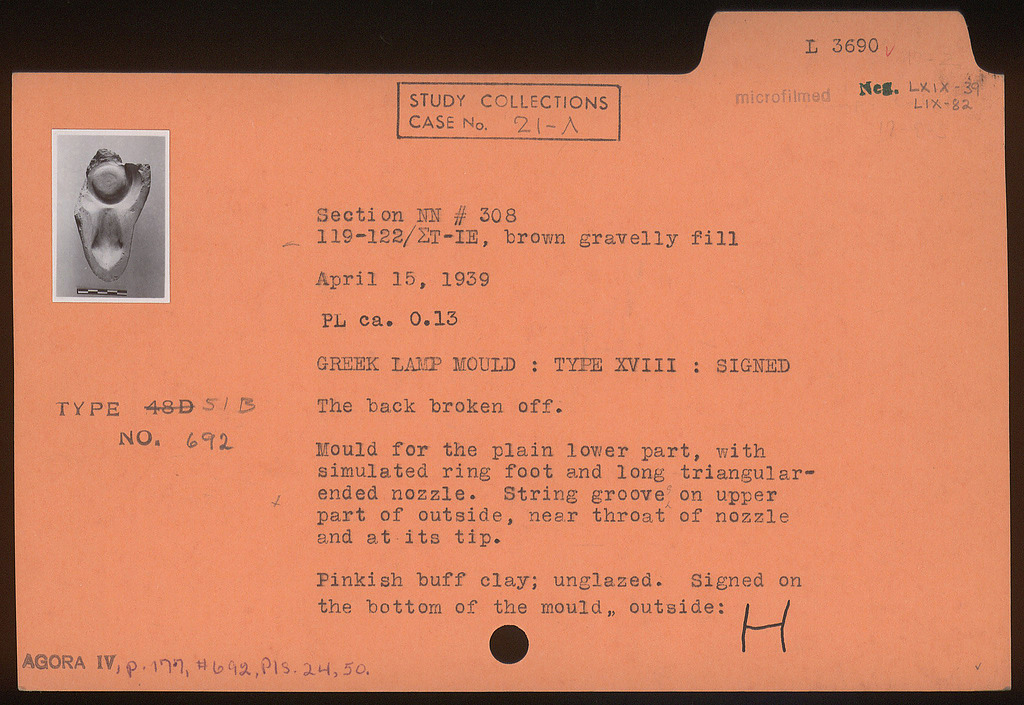 L 3690 v
microfilmed
Neg. LXIX-39
LIX-82
STUDY COLLECTIONS
CASE No. 21-Λ
Section NN # 308
119-122/ΣΤ-ΙΕ, brown gravelly fill
April 15, 1939
PL ca. 0.13
GREEK LAMP MOULD : TYPE XVIII : SIGNED
TYPE 48D 51 B
NO. 692
The back broken off.
Mould for the plain lower part, with
simulated ring foot and long triangular-
ended nozzle. String groove on upper
part of outside, near throat of nozzle
and at its tip.
Pinkish buff clay; unglazed. Signed on
the bottom of the mould,, outside: H
AGORA IV, p. 177, #692, Pls. 24, 50.